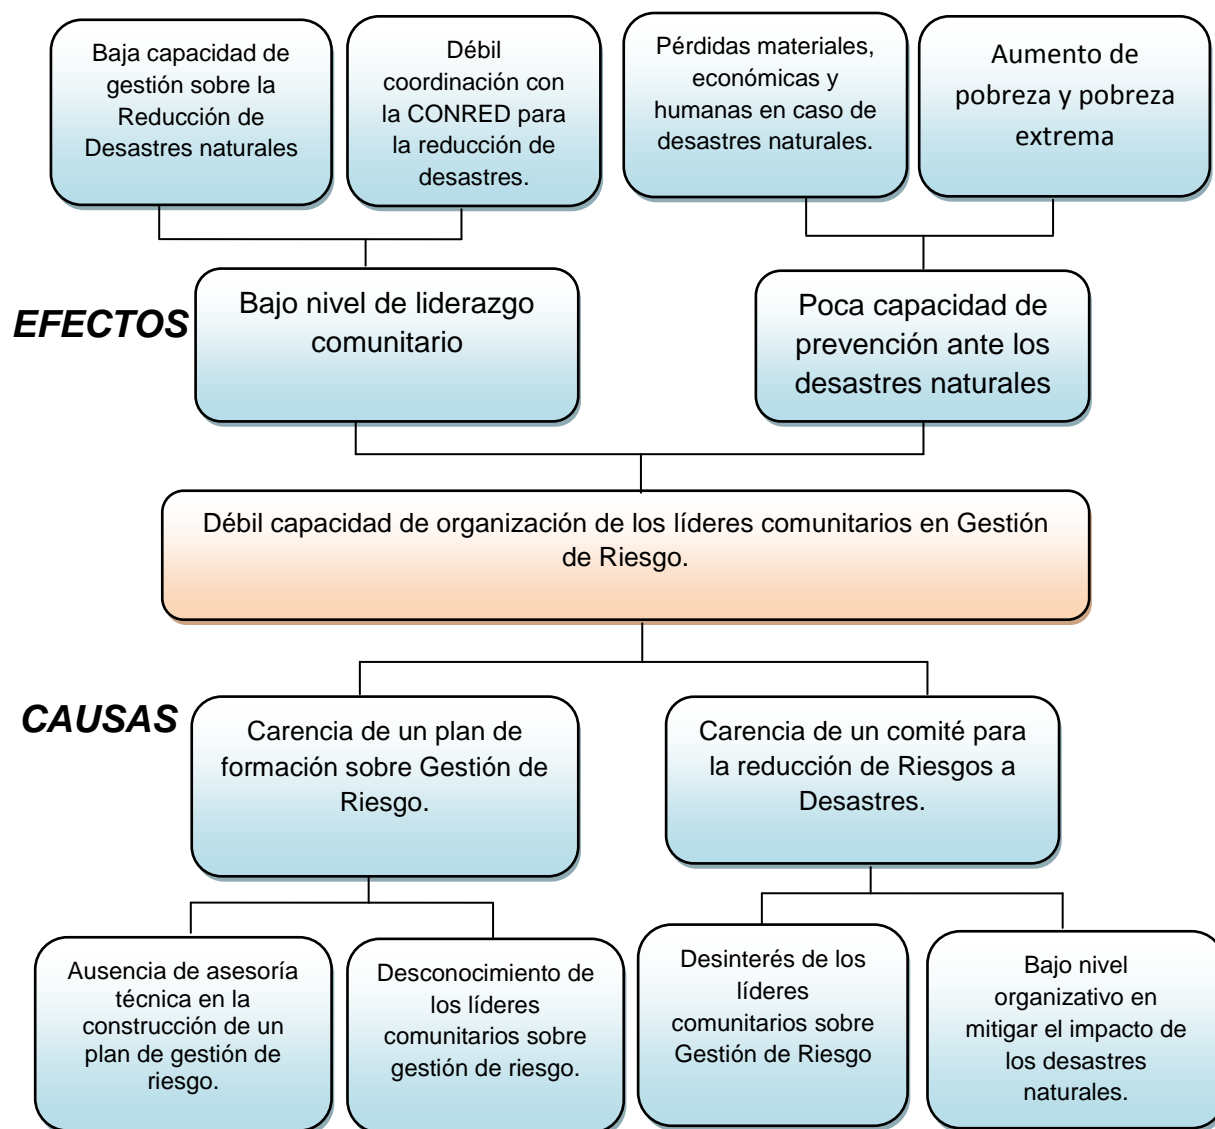 Baja capacidad de
gestión sobre la
Reducción de
Desastres naturales
Débil
coordinación con
la CONRED para
la reducción de
desastres.
Pérdidas materiales,
económicas y
humanas en caso de
desastres naturales.
Aumento de
pobreza y pobreza
extrema
EFECTOS
Bajo nivel de liderazgo
comunitario
Poca capacidad de
prevención ante los
desastres naturales
Débil capacidad de organización de los líderes comunitarios en Gestión
de Riesgo.
CAUSAS
Carencia de un plan de
formación sobre Gestión de
Riesgo.
Carencia de un comité para
la reducción de Riesgos a
Desastres.
Ausencia de asesoría
técnica en la
construcción de un
plan de gestión de
riesgo.
Desconocimiento de
los líderes
comunitarios sobre
gestión de riesgo.
Desinterés de los
líderes
comunitarios sobre
Gestión de Riesgo
Bajo nivel
organizativo en
mitigar el impacto de
los desastres
naturales.